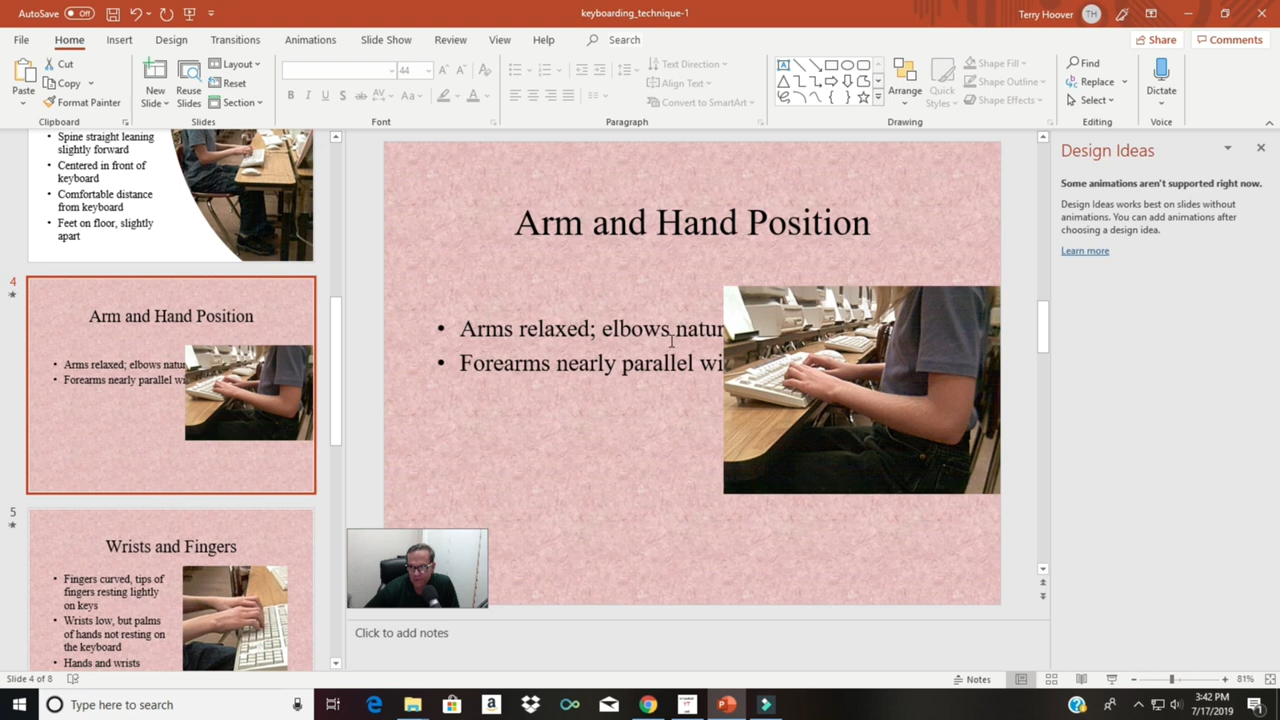 AutoSave Off
keyboarding_technique-1
Terry Hoover TH
File Home Insert Design Transitions Animations Slide Show Review View Help Search
Share Comments
Paste
Cut
Copy
Format Painter
Clipboard
New Slide
Reuse Slides
Layout
Reset
Section
Slides
44
B I U S ab AV Aa A
Font
Text Direction
Align Text
Convert to SmartArt
Paragraph
Arrange
Quick Styles
Shape Fill
Shape Outline
Shape Effects
Drawing
Find
Replace
Select
Editing
Dictate
Voice
• Spine straight leaning
slightly forward
• Centered in front of
keyboard
• Comfortable distance
from keyboard
• Feet on floor, slightly
apart
4
Arm and Hand Position
• Arms relaxed; elbows natur
• Forearms nearly parallel wi
5
Wrists and Fingers
• Fingers curved, tips of
fingers resting lightly
on keys
• Wrists low, but palms
of hands not resting on
the keyboard
• Hands and wrists
Arm and Hand Position
• Arms relaxed; elbows natur
• Forearms nearly parallel wi
Click to add notes
Design Ideas
Some animations aren't supported right now.
Design Ideas works best on slides without
animations. You can add animations after
choosing a design idea.
Learn more
Slide 4 of 8
Notes
81%
Type here to search
3:42 PM
7/17/2019